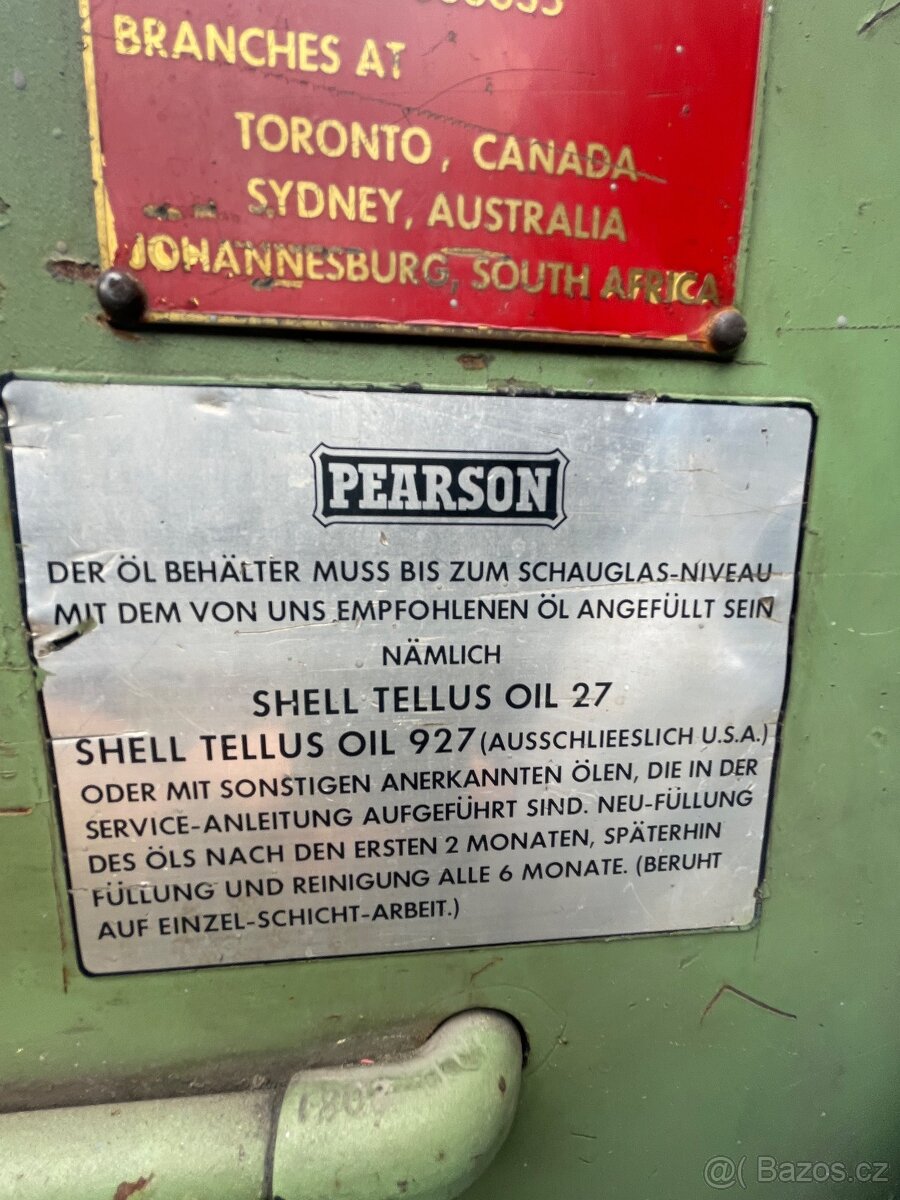 BRANCHES AT
TORONTO, CANADA
SYDNEY, AUSTRALIA
JOHANNESBURG, SOUTH AFRICA
PEARSON
DER ÖL BEHÄLTER MUSS BIS ZUM SCHAUGLAS-NIVEAU
MIT DEM VON UNS EMPFOHLENEN ÖL ANGEFÜLLT SEIN
NÄMLICH
SHELL TELLUS OIL 27
SHELL TELLUS OIL 927 (AUSSCHLIEESLICH U.S.A.)
ODER MIT SONSTIGEN ANERKANNTEN ÖLEN, DIE IN DER
SERVICE-ANLEITUNG AUFGEFÜHRT SIND. NEU-FÜLLUNG
DES ÖLS NACH DEN ERSTEN 2 MONATEN, SPÄTERHIN
FÜLLUNG UND REINIGUNG ALLE 6 MONATE. (BERUHT
AUF EINZEL-SCHICHT-ARBEIT.)
@( Bazos.cz